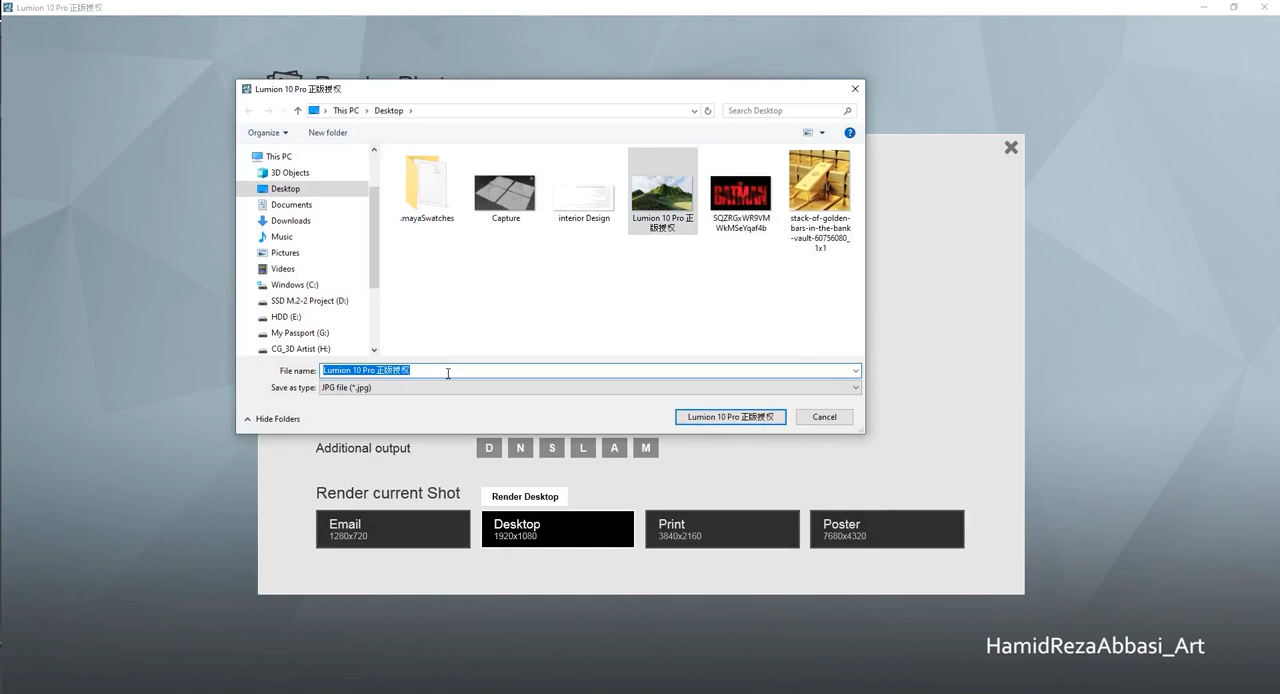 Lumion 10 Pro 正版授权
Lumion 10 Pro 正版授权
This PC > Desktop >
Search Desktop
Organize
New folder
?
This PC
3D Objects
Desktop
Documents
Downloads
Music
Pictures
Videos
Windows (C:)
SSD M.2-2 Project (D:)
HDD (E:)
My Passport (G:)
CG_3D Artist (H:)
.mayaSwatches
Capture
interior Design
Lumion 10 Pro 正
版授权
BATMAN
SQZRGxWR9VM
WkMSeYqaf4b
stack-of-golden-
bars-in-the-bank
-vault-60756080_
1x1
File name: Lumion 10 Pro 正版授权
Save as type: JPG file (*.jpg)
Hide Folders
Lumion 10 Pro 正版授权
Cancel
Additional output
D N S L A M
Render current Shot
Render Desktop
Email
1280x720
Desktop
1920x1080
Print
3840x2160
Poster
7680x4320
HamidRezaAbbasi_Art